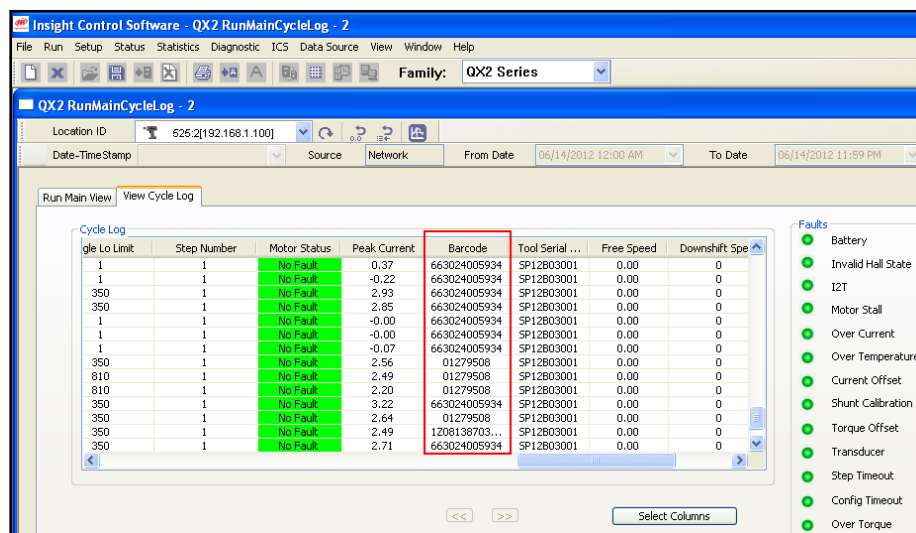 Insight Control Software - QX2 RunMainCycleLog - 2
File Run Setup Status Statistics Diagnostic ICS Data Source View Window Help
Family: QX2 Series
QX2 RunMainCycleLog - 2
Location ID 525:2[192.168.1.100]
Date-Time Stamp Source Network From Date 06/14/2012 12:00 AM To Date 06/14/2012 11:59 PM
Run Main View View Cycle Log
Cycle Log
gle Lo Limit Step Number Motor Status Peak Current Barcode Tool Serial ... Free Speed Downshift Spe
1 1 No Fault 0.37 663024005934 SP12B03001 0.00 0
1 1 No Fault -0.22 663024005934 SP12B03001 0.00 0
350 1 No Fault 2.93 663024005934 SP12B03001 0.00 0
350 1 No Fault 2.85 663024005934 SP12B03001 0.00 0
1 1 No Fault -0.00 663024005934 SP12B03001 0.00 0
1 1 No Fault -0.00 663024005934 SP12B03001 0.00 0
1 1 No Fault -0.07 663024005934 SP12B03001 0.00 0
350 1 No Fault 2.56 01279508 SP12B03001 0.00 0
810 1 No Fault 2.49 01279508 SP12B03001 0.00 0
810 1 No Fault 2.20 01279508 SP12B03001 0.00 0
350 1 No Fault 3.22 663024005934 SP12B03001 0.00 0
350 1 No Fault 2.64 01279508 SP12B03001 0.00 0
350 1 No Fault 2.49 1Z08138703... SP12B03001 0.00 0
350 1 No Fault 2.71 663024005934 SP12B03001 0.00 0
<< >> Select Columns
Faults
Battery
Invalid Hall State
I2T
Motor Stall
Over Current
Over Temperature
Current Offset
Shunt Calibration
Torque Offset
Transducer
Step Timeout
Config Timeout
Over Torque